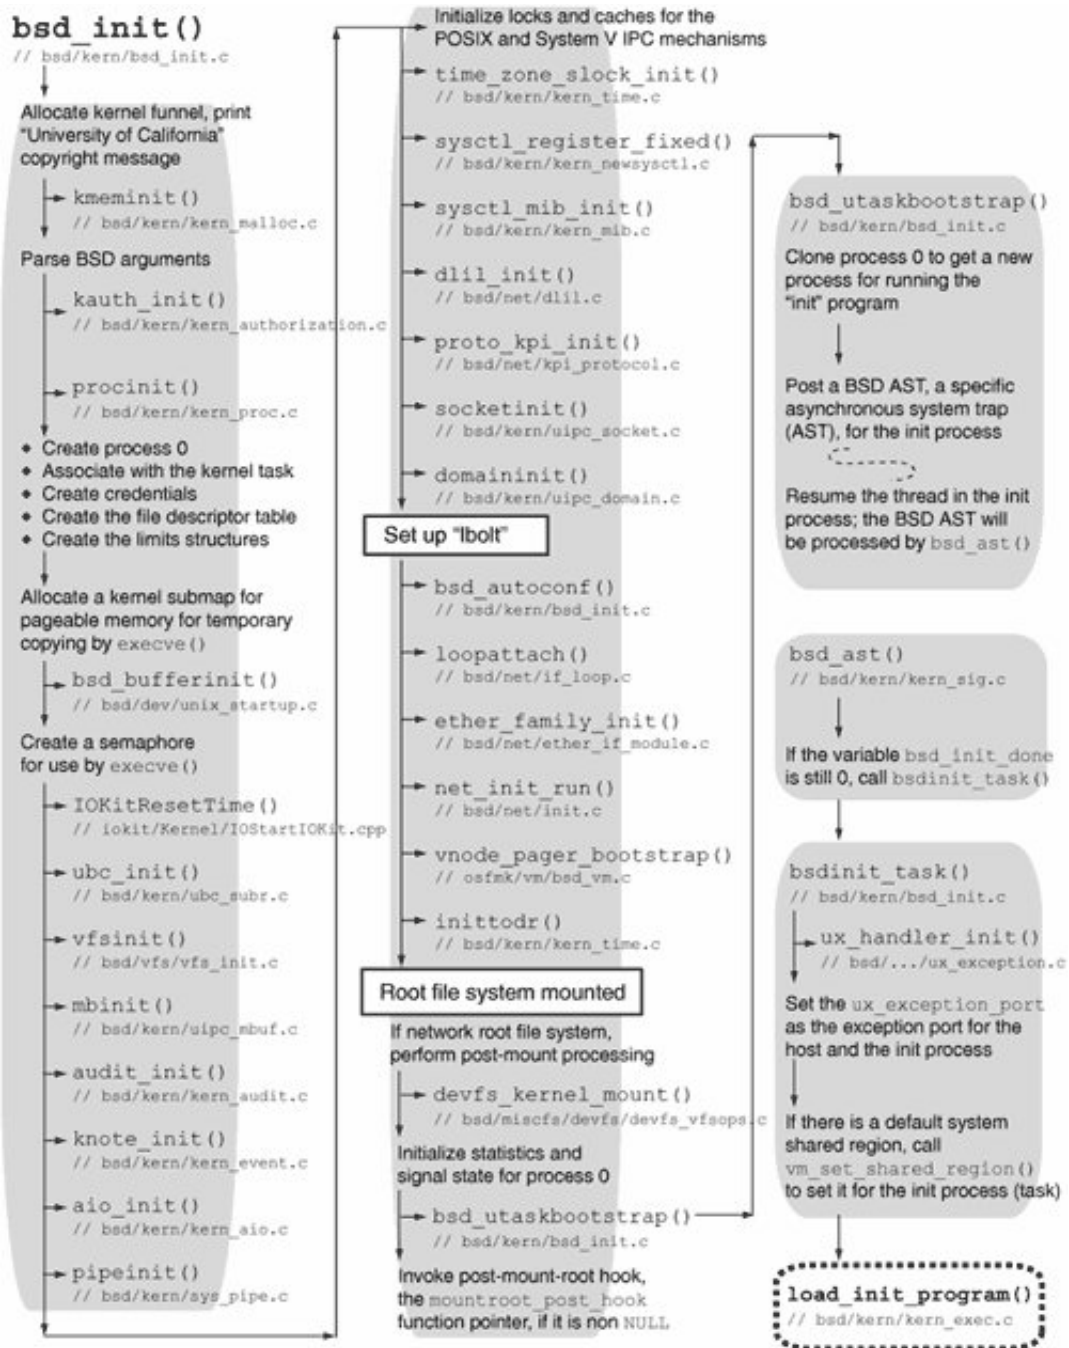 bsd_init()
// bsd/kern/bsd_init.c
Allocate kernel funnel, print
"University of California"
copyright message
kmeminit()
// bsd/kern/kern_malloc.c
Parse BSD arguments
kauth_init()
// bsd/kern/kern_authorization.c
procinit()
// bsd/kern/kern_proc.c
◆ Create process 0
◆ Associate with the kernel task
◆ Create credentials
◆ Create the file descriptor table
◆ Create the limits structures
Allocate a kernel submap for
pageable memory for temporary
copying by execve()
bsd_bufferinit()
// bsd/dev/unix_startup.c
Create a semaphore
for use by execve()
IOKitResetTime()
// iokit/Kernel/IOStartIOKit.cpp
ubc_init()
// bsd/kern/ubc_subr.c
vfsinit()
// bsd/vfs/vfs_init.c
mbinit()
// bsd/kern/uipc_mbuf.c
audit_init()
// bsd/kern/kern_audit.c
knote_init()
// bsd/kern/kern_event.c
aio_init()
// bsd/kern/kern_aio.c
pipeinit()
// bsd/kern/sys_pipe.c
Initialize locks and caches for the
POSIX and System V IPC mechanisms
time_zone_slock_init()
// bsd/kern/kern_time.c
sysctl_register_fixed()
// bsd/kern/kern_newsysctl.c
sysctl_mib_init()
// bsd/kern/kern_mib.c
dlil_init()
// bsd/net/dlil.c
proto_kpi_init()
// bsd/net/kpi_protocol.c
socketinit()
// bsd/kern/uipc_socket.c
domaininit()
// bsd/kern/uipc_domain.c
Set up "lbolt"
bsd_autoconf()
// bsd/kern/bsd_init.c
loopattach()
// bsd/net/if_loop.c
ether_family_init()
// bsd/net/ether_if_module.c
net_init_run()
// bsd/net/init.c
vnode_pager_bootstrap()
// osfmk/vm/bsd_vm.c
inittodr()
// bsd/kern/kern_time.c
Root file system mounted
If network root file system,
perform post-mount processing
devfs_kernel_mount()
// bsd/miscfs/devfs/devfs_vfsops.c
Initialize statistics and
signal state for process 0
bsd_utaskbootstrap()
// bsd/kern/bsd_init.c
Invoke post-mount-root hook,
the mountroot_post_hook
function pointer, if it is non NULL
bsd_utaskbootstrap()
// bsd/kern/bsd_init.c
Clone process 0 to get a new
process for running the
"init" program
Post a BSD AST, a specific
asynchronous system trap
(AST), for the init process
Resume the thread in the init
process; the BSD AST will
be processed by bsd_ast()
bsd_ast()
// bsd/kern/kern_sig.c
If the variable bsd_init_done
is still 0, call bsdinit_task()
bsdinit_task()
// bsd/kern/bsd_init.c
ux_handler_init()
// bsd/.../ux_exception.c
Set the ux_exception_port
as the exception port for the
host and the init process
If there is a default system
shared region, call
vm_set_shared_region()
to set it for the init process (task)
load_init_program()
// bsd/kern/kern_exec.c